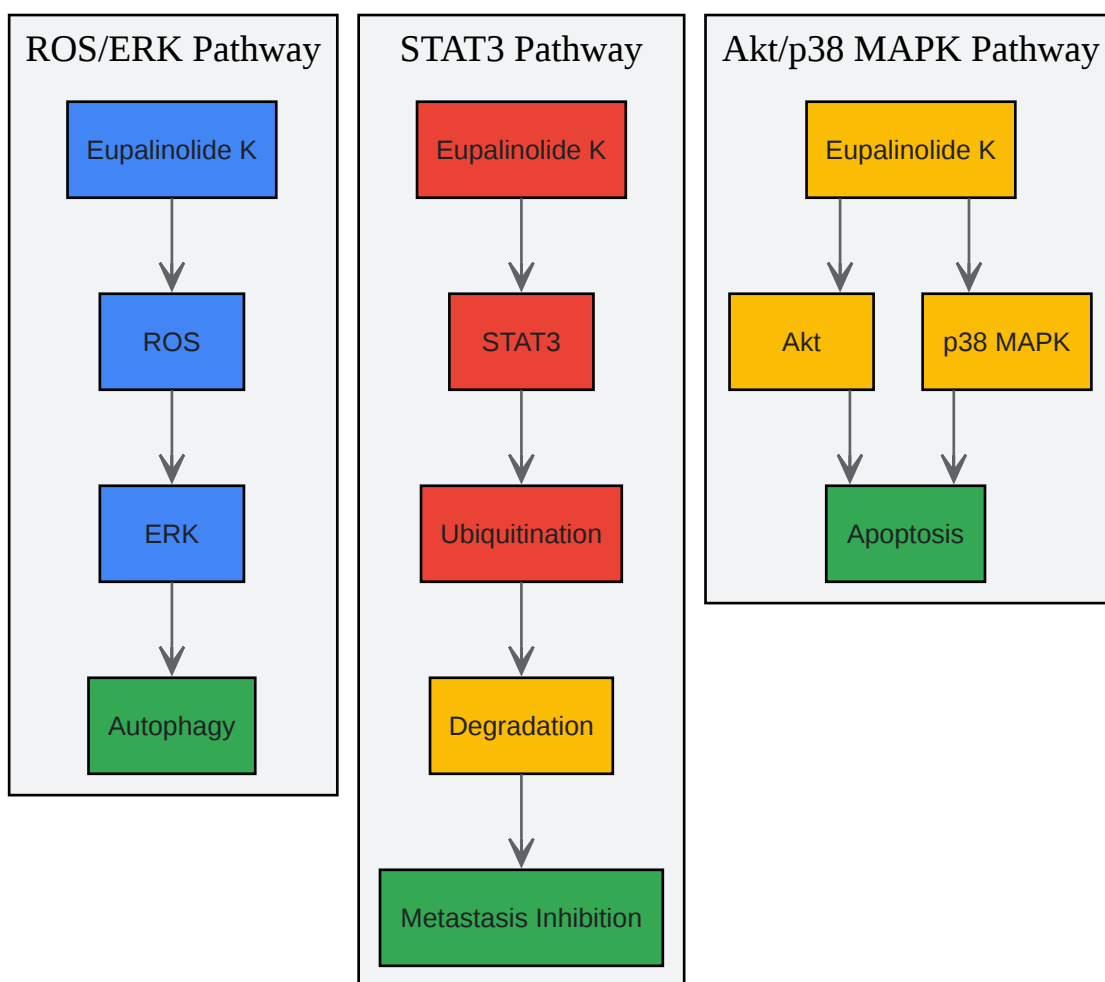 ROS/ERK Pathway
Eupalinolide K
ROS
ERK
Autophagy
STAT3 Pathway
Eupalinolide K
STAT3
Ubiquitination
Degradation
Metastasis Inhibition
Akt/p38 MAPK Pathway
Eupalinolide K
Akt
p38 MAPK
Apoptosis